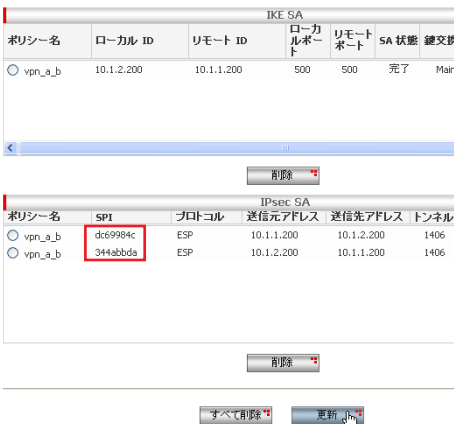 IKE SA
ポリシー名 ローカル ID リモート ID ローカルポート リモートポート SA 状態 鍵交換
vpn_a_b 10.1.2.200 10.1.1.200 500 500 完了 Main
削除
IPsec SA
ポリシー名 SPI プロトコル 送信元アドレス 送信先アドレス トンネル
vpn_a_b dc69984c ESP 10.1.1.200 10.1.2.200 1406
vpn_a_b 344abbda ESP 10.1.2.200 10.1.1.200 1406
削除
すべて削除 更新